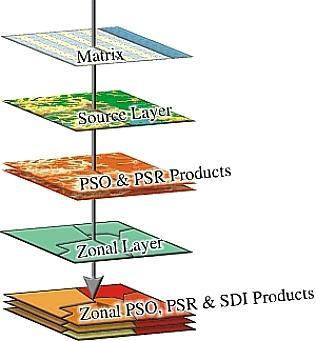 Matrix
Source Layer
PSO & PSR Products
Zonal Layer
Zonal PSO, PSR & SDI Products